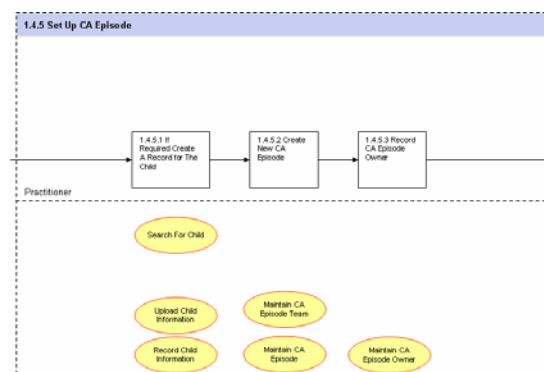 1.4.5 Set Up CA Episode
1.4.5.1 If
Required Create
A Record for The
Child
1.4.5.2 Create
New CA
Episode
1.4.5.3 Record
CA Episode
Owner
Practitioner
Search For Child
Upload Child
Information
Maintain CA
Episode Team
Record Child
Information
Maintain CA
Episode
Maintain CA
Episode Owner